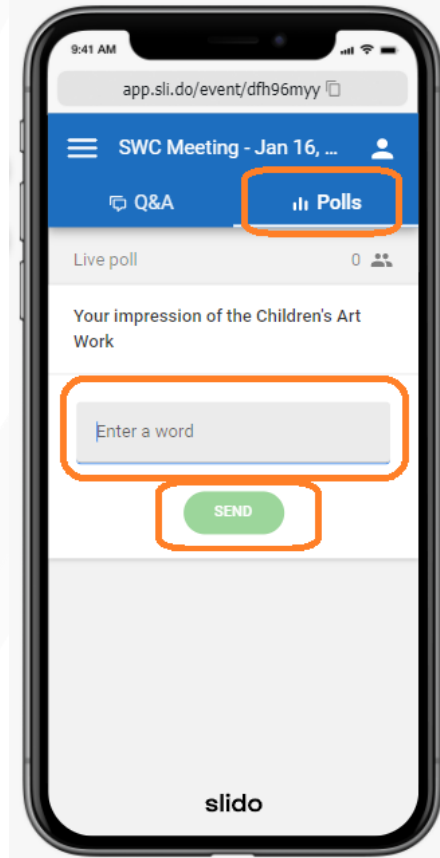 9:41 AM
app.sli.do/event/dfh96myy
SWC Meeting - Jan 16, ...
Q&A
Polls
Live poll
0
Your impression of the Children's Art
Work
Enter a word
SEND
slido